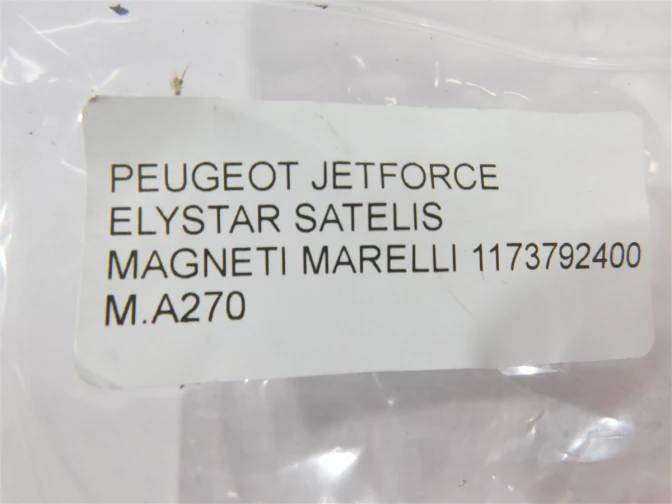 PEUGEOT JETFORCE
ELYSTAR SATELIS
MAGNETI MARELLI 1173792400
M.A270